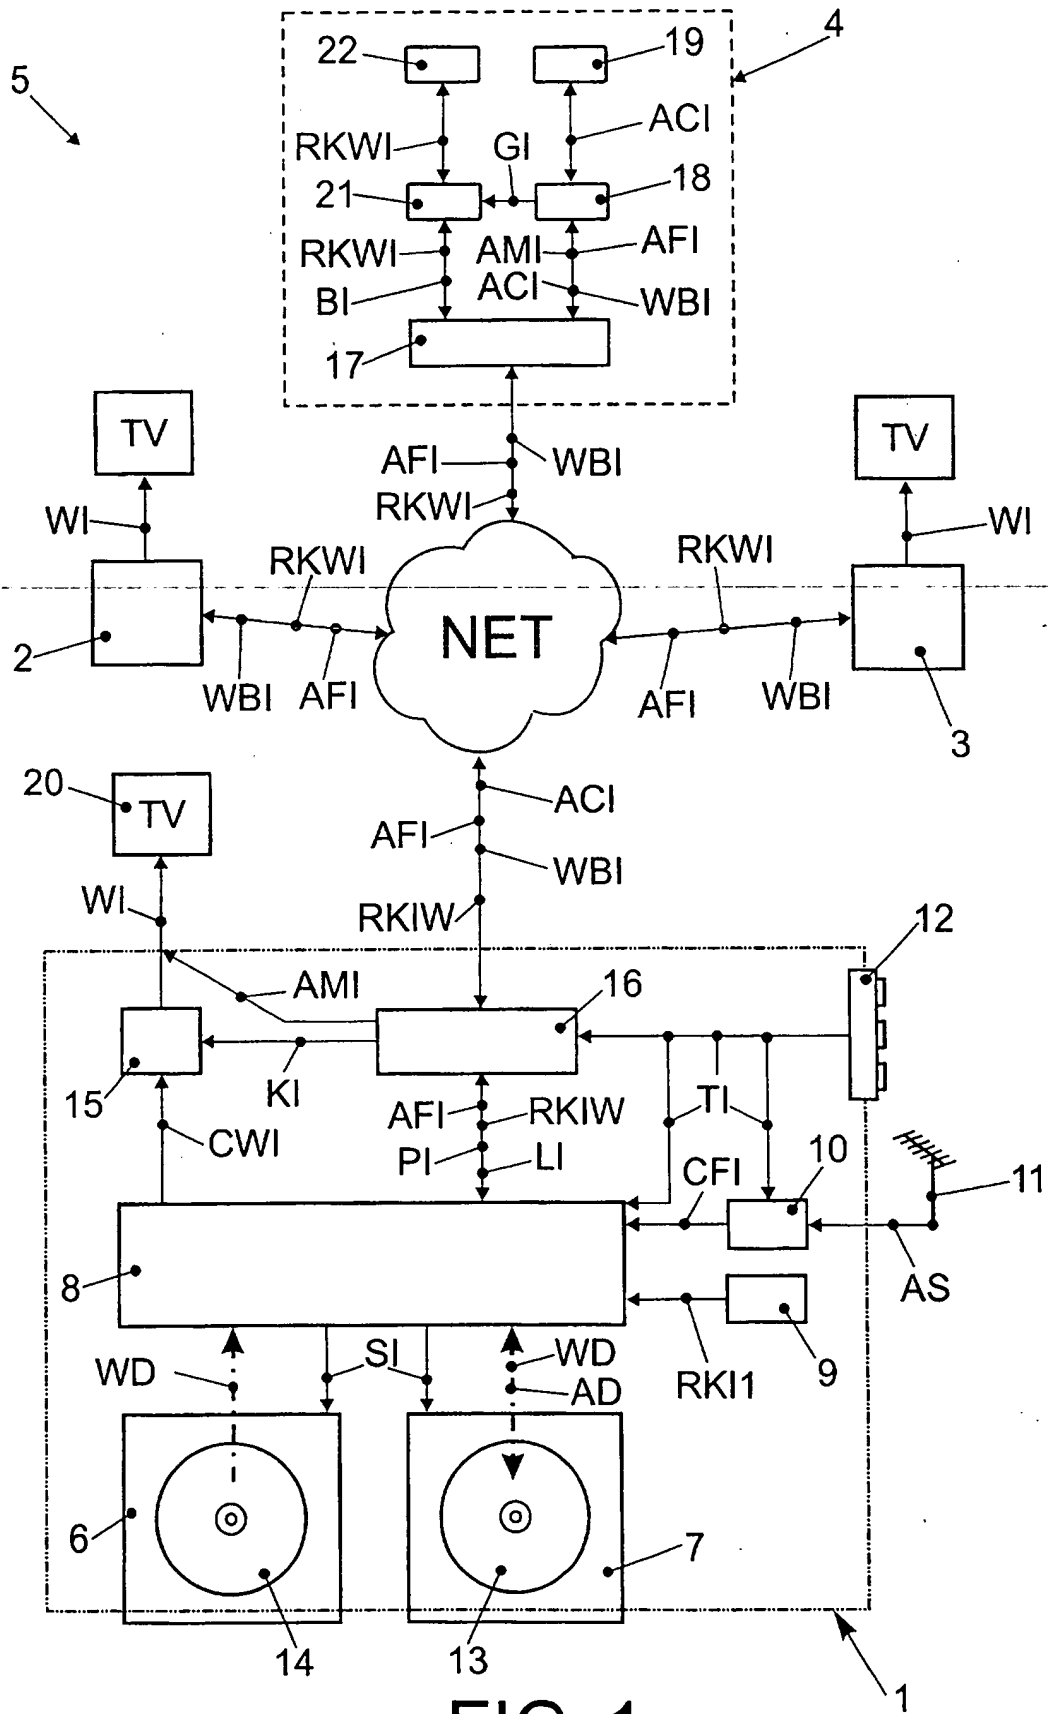 4
5
22
19
RKWI
GI
ACI
21
18
RKWI
AMI
AFI
BI
ACI
WBI
17
TV
TV
AFI
WBI
RKWI
WI
WI
RKWI
RKWI
NET
2
WBI
AFI
AFI
WBI
3
20
TV
ACI
AFI
WBI
WI
RKIW
12
AMI
16
15
KI
AFI
RKIW
TI
CWI
PI
LI
CFI
10
11
8
AS
WD
SI
WD
AD
RKI1
9
6
7
14
13
1
FIG. 1